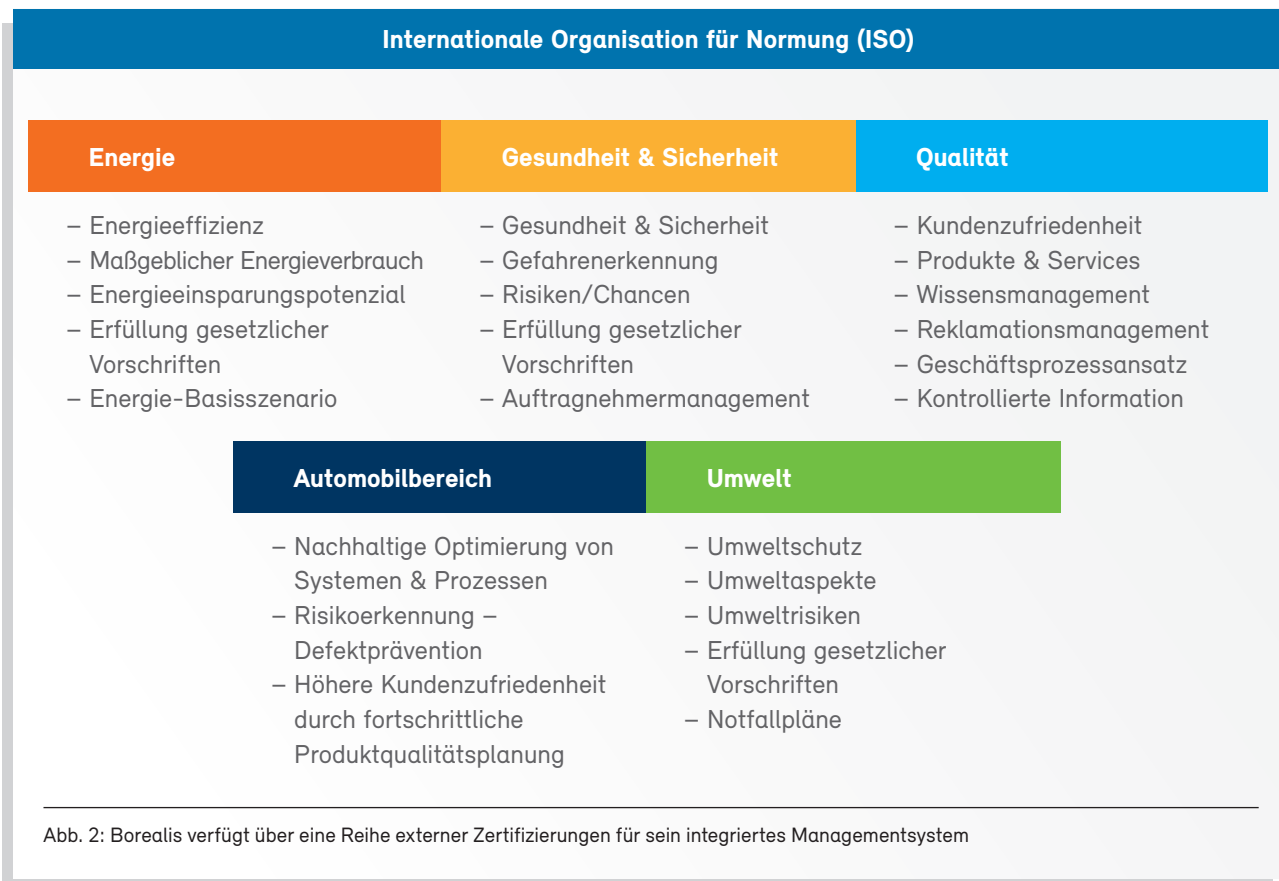 Internationale Organisation für Normung (ISO)
Energie
– Energieeffizienz
– Maßgeblicher Energieverbrauch
– Energieeinsparungspotenzial
– Erfüllung gesetzlicher
Vorschriften
– Energie-Basisszenario
Gesundheit & Sicherheit
– Gesundheit & Sicherheit
– Gefahrenerkennung
– Risiken/Chancen
– Erfüllung gesetzlicher
Vorschriften
– Auftragnehmermanagement
Qualität
– Kundenzufriedenheit
– Produkte & Services
– Wissensmanagement
– Reklamationsmanagement
– Geschäftsprozessansatz
– Kontrollierte Information
Automobilbereich
– Nachhaltige Optimierung von
Systemen & Prozessen
– Risikoerkennung –
Defektprävention
– Höhere Kundenzufriedenheit
durch fortschrittliche
Produktqualitätsplanung
Umwelt
– Umweltschutz
– Umweltaspekte
– Umweltrisiken
– Erfüllung gesetzlicher
Vorschriften
– Notfallpläne
Abb. 2: Borealis verfügt über eine Reihe externer Zertifizierungen für sein integriertes Managementsystem